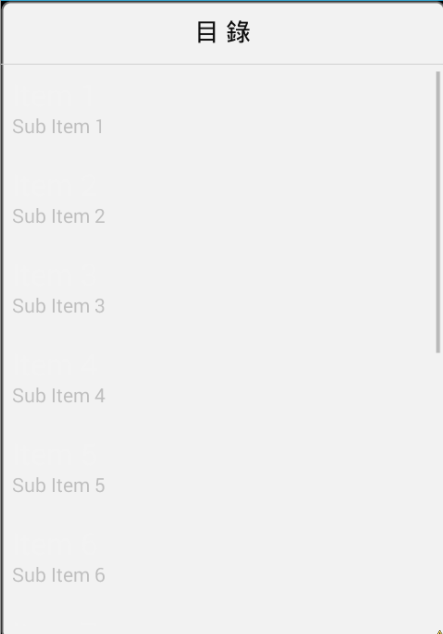 目 錄
Sub Item 1
Sub Item 2
Sub Item 3
Sub Item 4
Sub Item 5
Sub Item 6